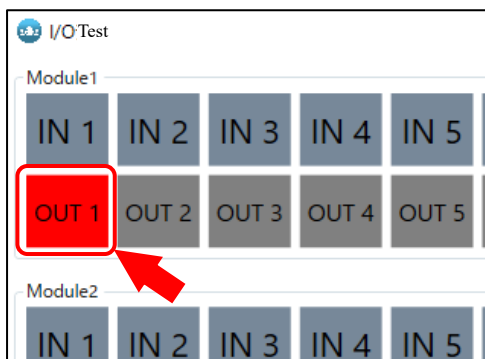 I/O Test
Module1
IN 1 IN 2 IN 3 IN 4 IN 5
OUT 1 OUT 2 OUT 3 OUT 4 OUT 5
Module2
IN 1 IN 2 IN 3 IN 4 IN 5